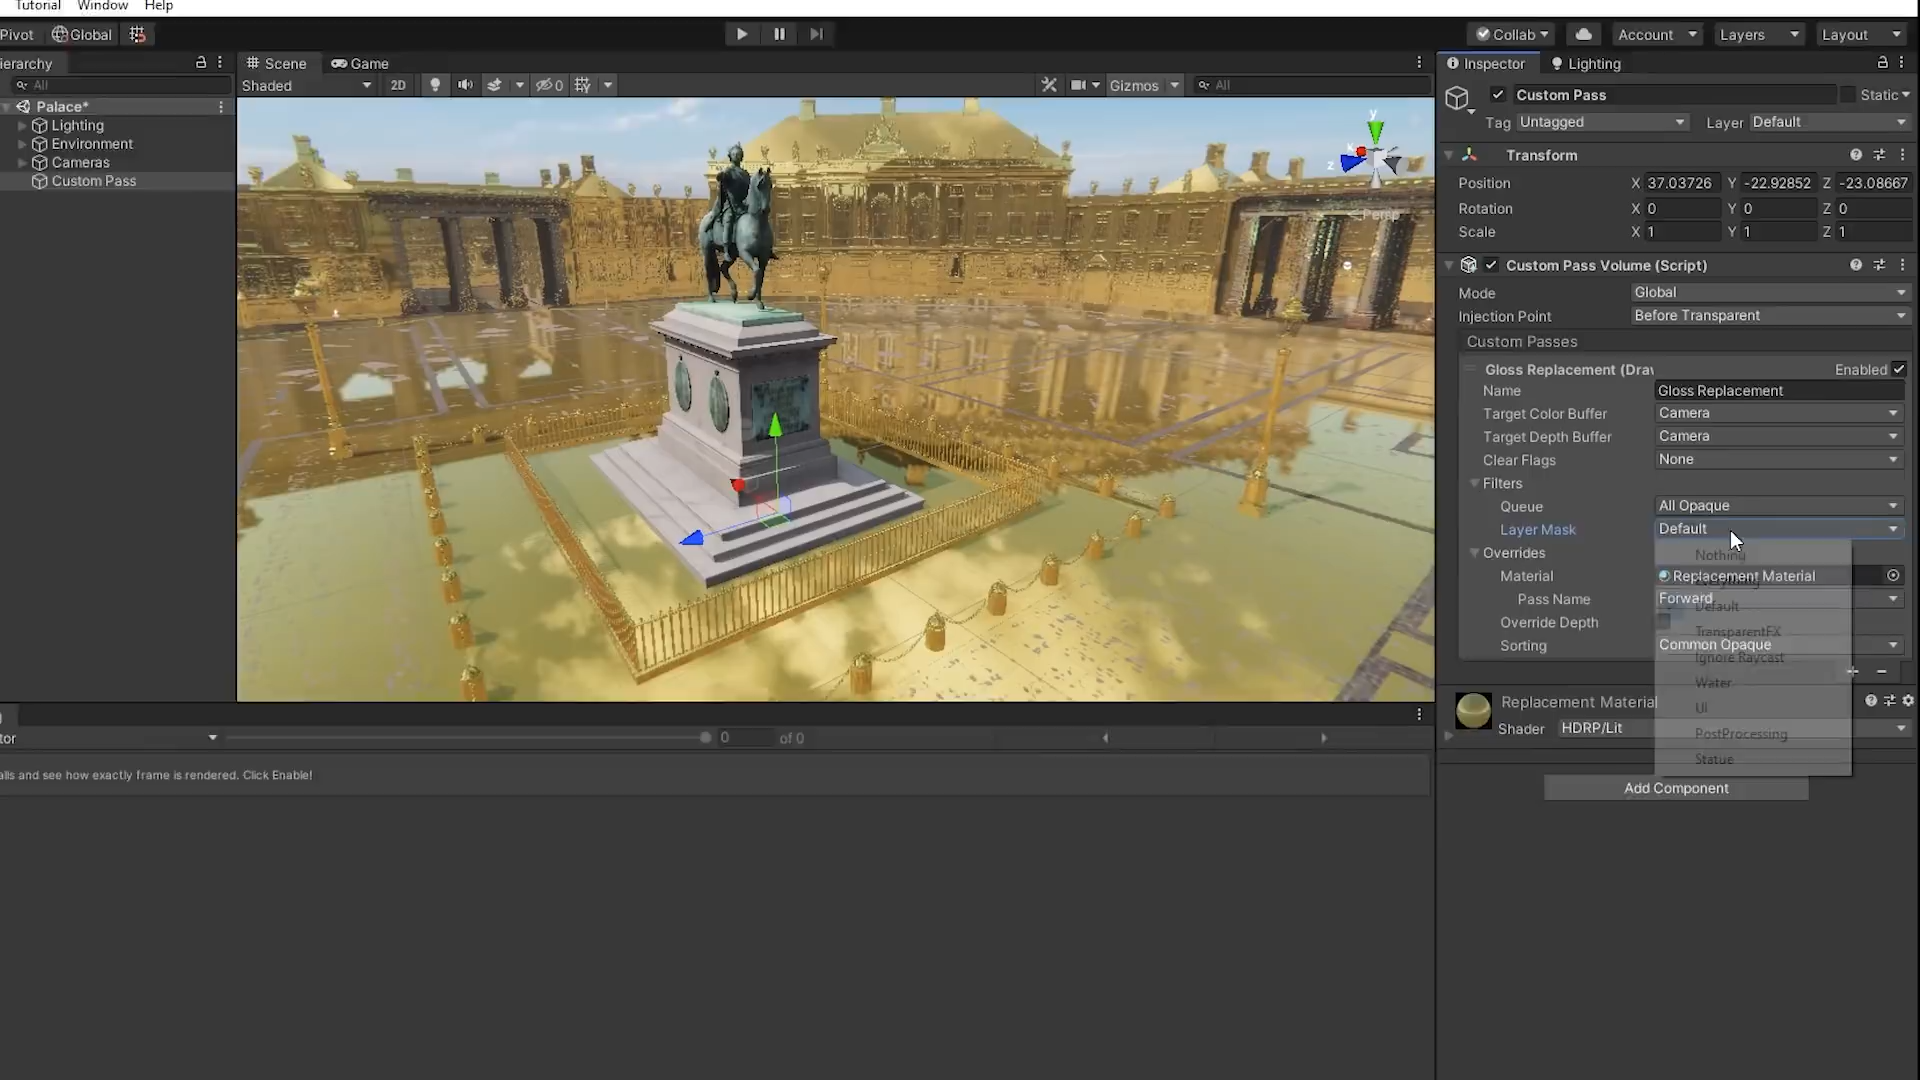 Tutorial Window Help
Pivot Global Collab Account Layers Layout
ierarchy Scene Game Inspector Lighting
All Shaded 2D 0 Gizmos All Custom Pass Static
Palace*
Lighting
Environment
Cameras
Custom Pass
y
x
z
Persp
Tag Untagged Layer Default
Transform
Position X 37.03726 Y -22.92852 Z -23.08667
Rotation X 0 Y 0 Z 0
Scale X 1 Y 1 Z 1
Custom Pass Volume (Script)
Mode Global
Injection Point Before Transparent
Custom Passes
Gloss Replacement (Drav Enabled
Name Gloss Replacement
Target Color Buffer Camera
Target Depth Buffer Camera
Clear Flags None
Filters
Queue All Opaque
Layer Mask Default
Nothing
Overrides
Material Replacement Material
Pass Name Forward
Default
Override Depth
TransparentFX
Sorting Common Opaque
Ignore Raycast
Water
UI
PostProcessing
Statue
Replacement Material
Shader HDRP/Lit
Add Component
tor 0 of 0
alls and see how exactly frame is rendered. Click Enable!